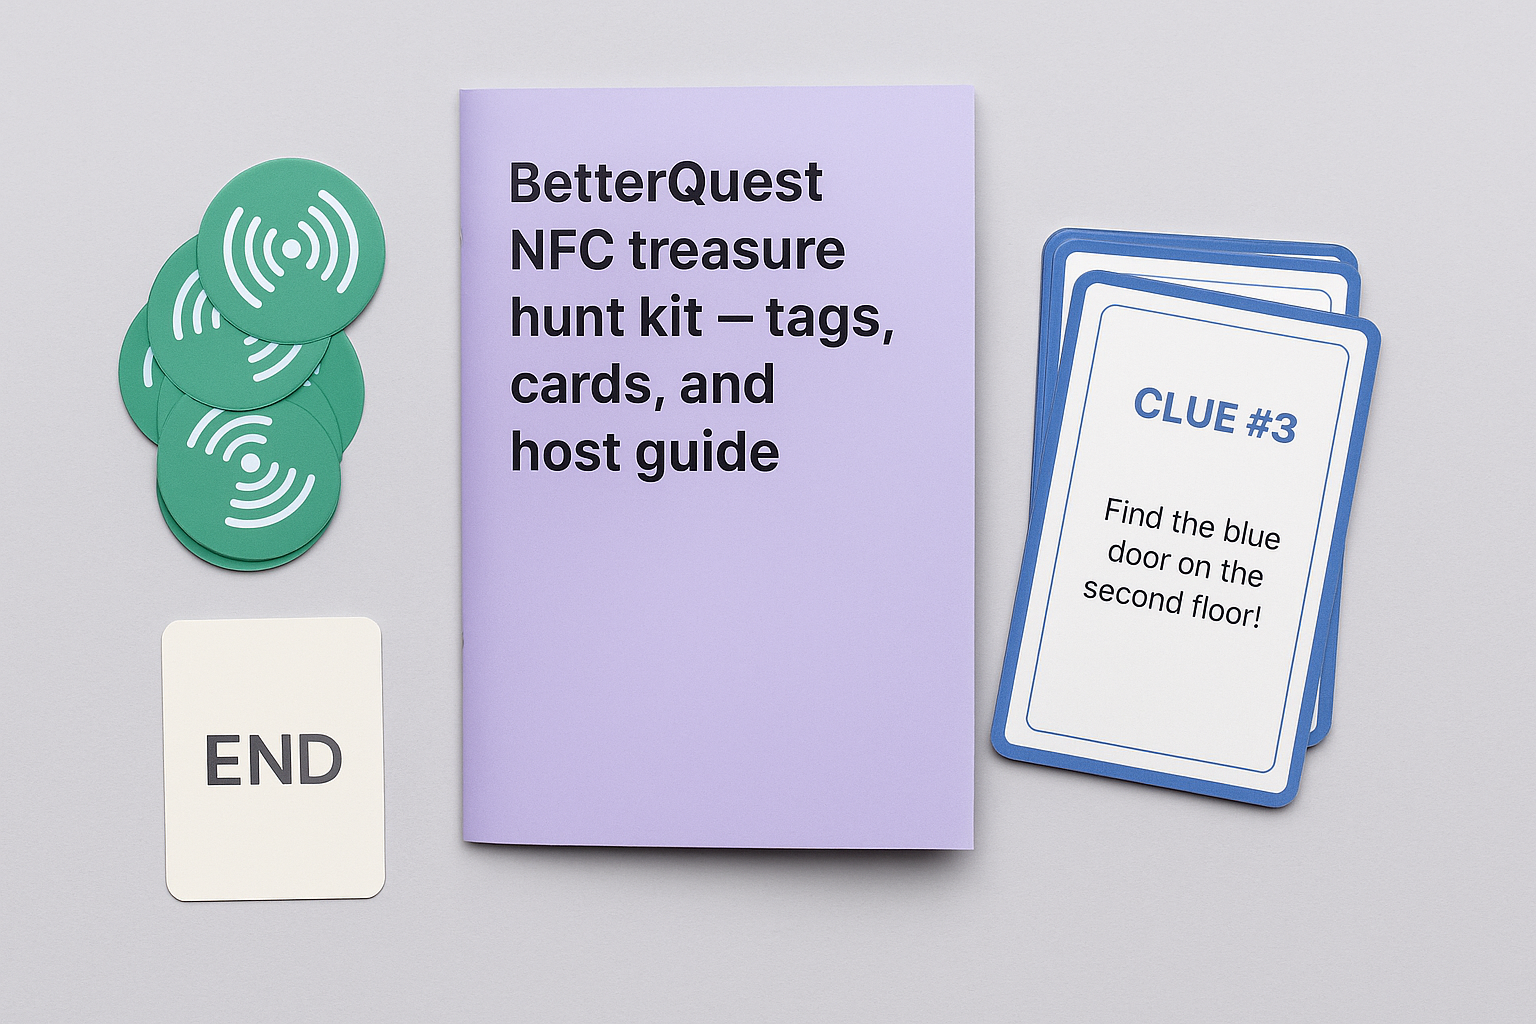 BetterQuest
NFC treasure
hunt kit – tags,
cards, and
host guide
CLUE #3
Find the blue
door on the
second floor!
END